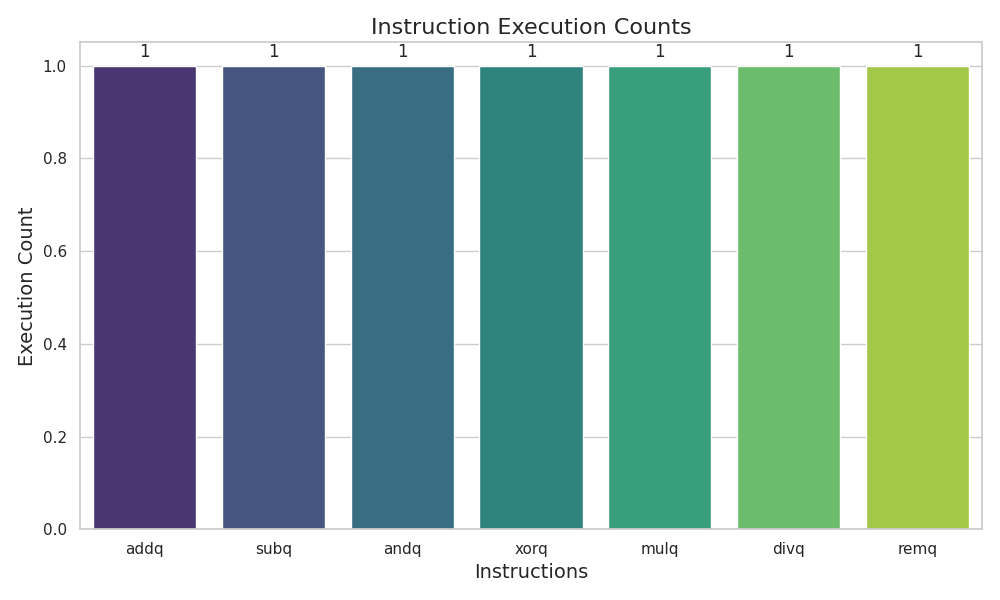 Instruction Execution Counts
1 1 1 1 1 1 1
1.0
0.8
0.6
0.4
0.2
0.0
Execution Count
addq subq andq xorq mulq divq remq
Instructions